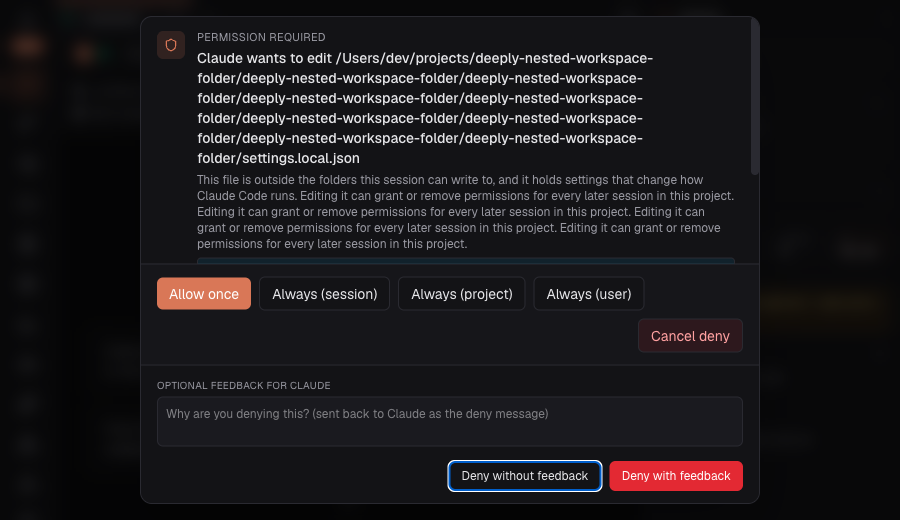 PERMISSION REQUIRED
Claude wants to edit /Users/dev/projects/deeply-nested-workspace-
folder/deeply-nested-workspace-folder/deeply-nested-workspace-
folder/deeply-nested-workspace-folder/deeply-nested-workspace-
folder/deeply-nested-workspace-folder/deeply-nested-workspace-
folder/deeply-nested-workspace-folder/deeply-nested-workspace-
folder/settings.local.json
This file is outside the folders this session can write to, and it holds settings that change how
Claude Code runs. Editing it can grant or remove permissions for every later session in this project.
Editing it can grant or remove permissions for every later session in this project. Editing it can
grant or remove permissions for every later session in this project. Editing it can grant or remove
permissions for every later session in this project.
Allow once
Always (session)
Always (project)
Always (user)
Cancel deny
OPTIONAL FEEDBACK FOR CLAUDE
Why are you denying this? (sent back to Claude as the deny message)
Deny without feedback
Deny with feedback